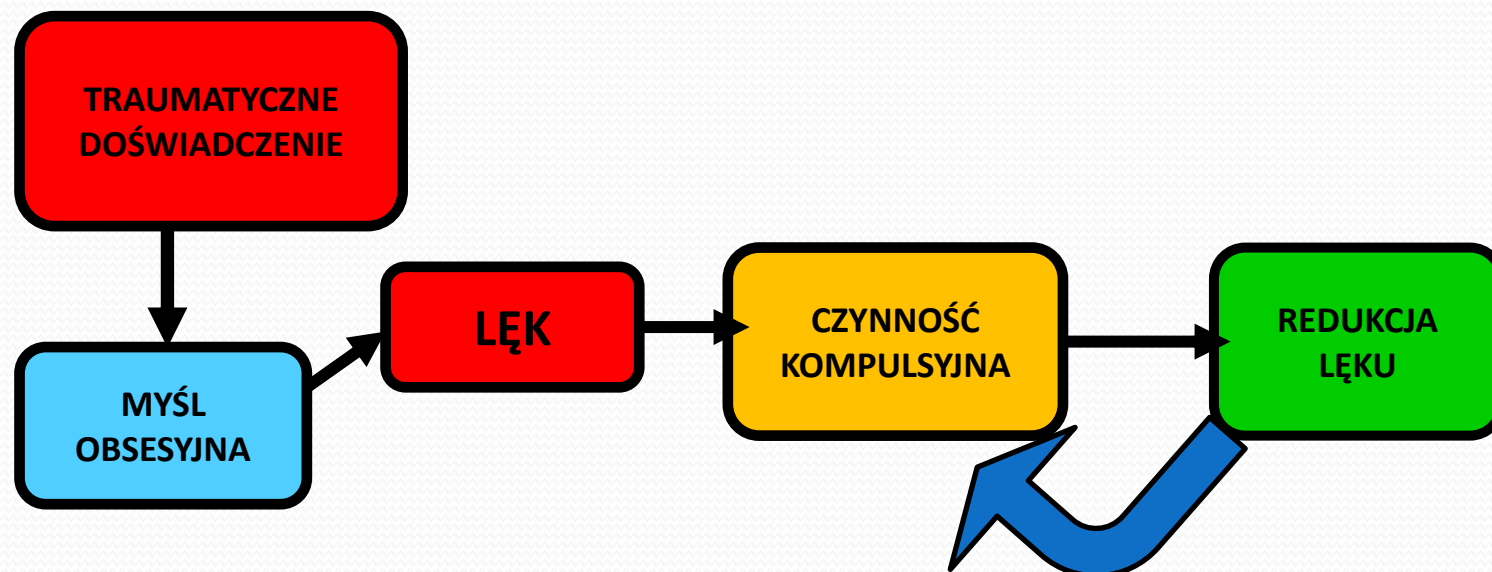 TRAUMATYCZNE
DOŚWIADCZENIE
MYŚL
OBSESYJNA
LĘK
CZYNNOŚĆ
KOMPULSYJNA
REDUKCJA
LĘKU